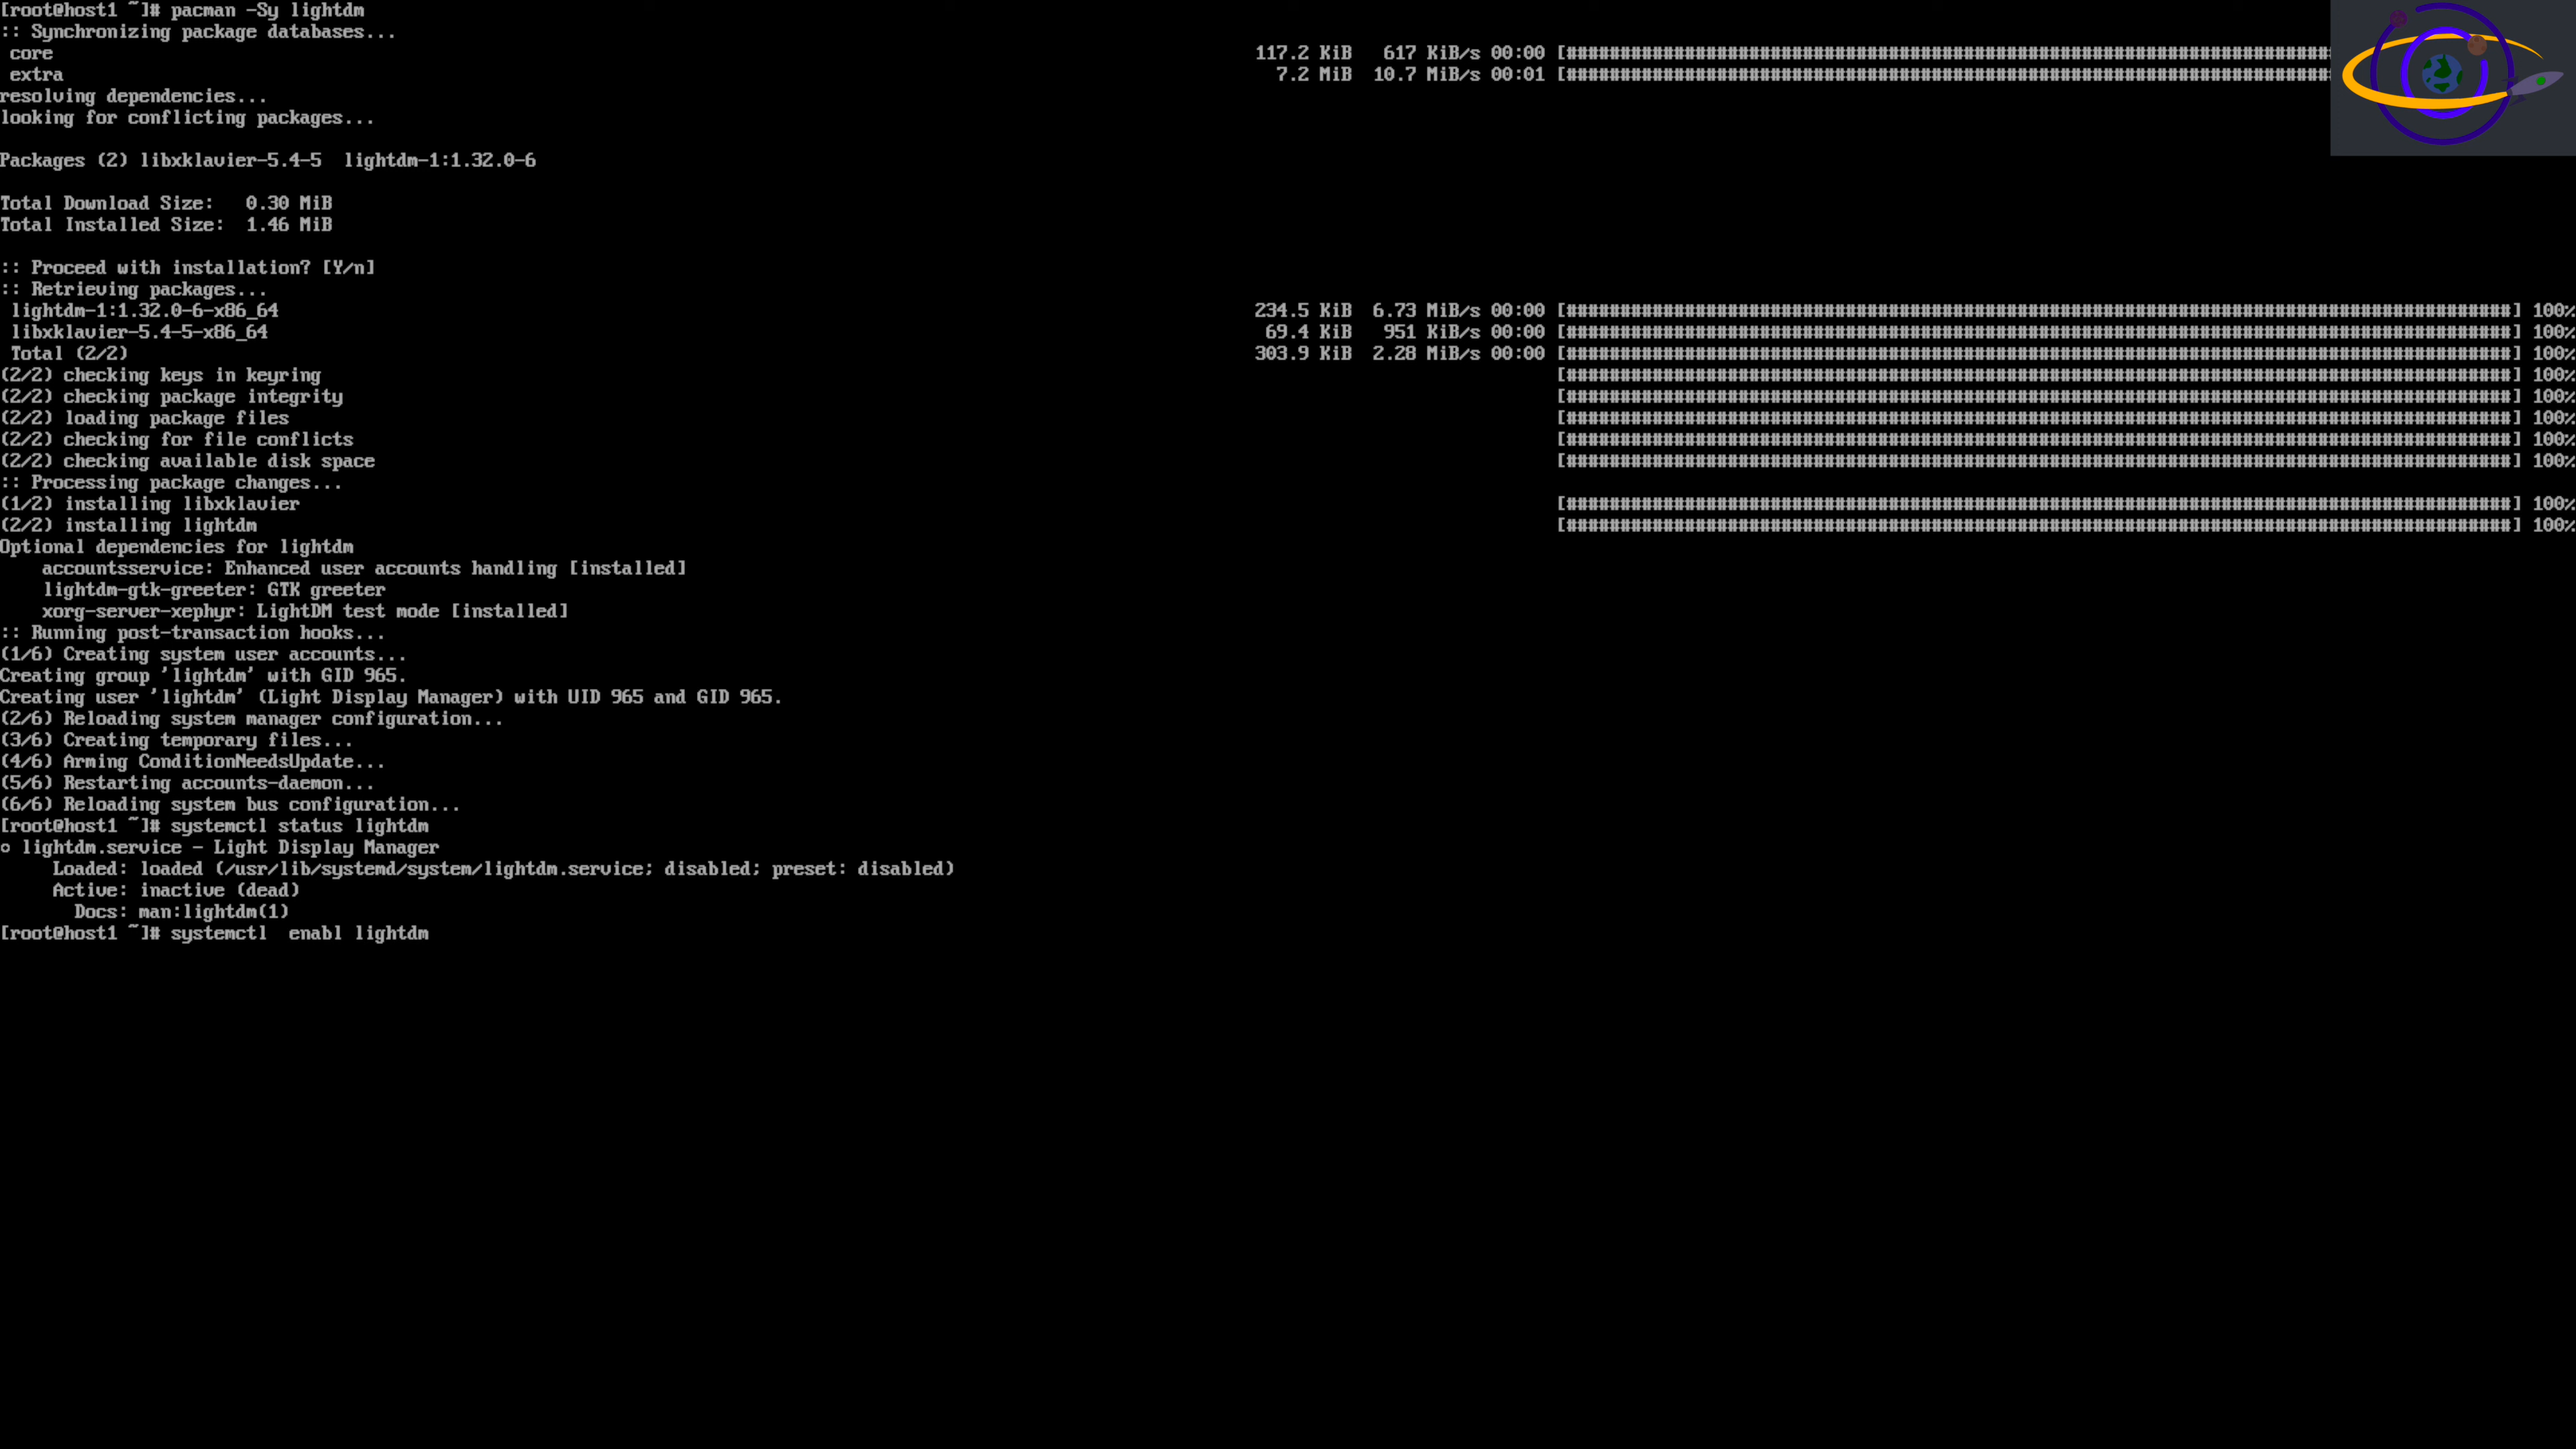 [root@host1 ~]# pacman -Sy lightdm
:: Synchronizing package databases...
core 117.2 KiB 617 KiB/s 00:00 [########################################################################
extra 7.2 MiB 10.7 MiB/s 00:01 [########################################################################
resolving dependencies...
looking for conflicting packages...
Packages (2) libxklavier-5.4-5 lightdm-1:1.32.0-6
Total Download Size: 0.30 MiB
Total Installed Size: 1.46 MiB
:: Proceed with installation? [Y/n]
:: Retrieving packages...
lightdm-1:1.32.0-6-x86_64 234.5 KiB 6.73 MiB/s 00:00 [########################################################################################] 100%
libxklavier-5.4-5-x86_64 69.4 KiB 951 KiB/s 00:00 [########################################################################################] 100%
Total (2/2) 303.9 KiB 2.28 MiB/s 00:00 [########################################################################################] 100%
(2/2) checking keys in keyring [########################################################################################] 100%
(2/2) checking package integrity [########################################################################################] 100%
(2/2) loading package files [########################################################################################] 100%
(2/2) checking for file conflicts [########################################################################################] 100%
(2/2) checking available disk space [########################################################################################] 100%
:: Processing package changes...
(1/2) installing libxklavier [########################################################################################] 100%
(2/2) installing lightdm [########################################################################################] 100%
Optional dependencies for lightdm
accountsservice: Enhanced user accounts handling [installed]
lightdm-gtk-greeter: GTK greeter
xorg-server-xephyr: LightDM test mode [installed]
:: Running post-transaction hooks...
(1/6) Creating system user accounts...
Creating group 'lightdm' with GID 965.
Creating user 'lightdm' (Light Display Manager) with UID 965 and GID 965.
(2/6) Reloading system manager configuration...
(3/6) Creating temporary files...
(4/6) Arming ConditionNeedsUpdate...
(5/6) Restarting accounts-daemon...
(6/6) Reloading system bus configuration...
[root@host1 ~]# systemctl status lightdm
○ lightdm.service - Light Display Manager
Loaded: loaded (/usr/lib/systemd/system/lightdm.service; disabled; preset: disabled)
Active: inactive (dead)
Docs: man:lightdm(1)
[root@host1 ~]# systemctl  enabl lightdm